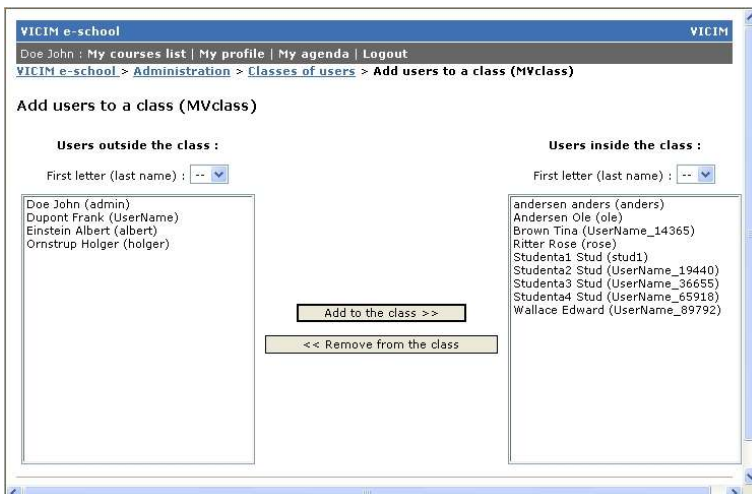 VICIM e-school VICIM
Doe John : My courses list | My profile | My agenda | Logout
VICIM e-school > Administration > Classes of users > Add users to a class (MVclass)
Add users to a class (MVclass)
Users outside the class :
First letter (last name) : --
Doe John (admin)
Dupont Frank (UserName)
Einstein Albert (albert)
Ornstrup Holger (holger)
Add to the class >>
<< Remove from the class
Users inside the class :
First letter (last name) : --
andersen anders (anders)
Andersen Ole (ole)
Brown Tina (UserName_14365)
Ritter Rose (rose)
Studenta1 Stud (stud1)
Studenta2 Stud (UserName_19440)
Studenta3 Stud (UserName_36655)
Studenta4 Stud (UserName_65918)
Wallace Edward (UserName_89792)